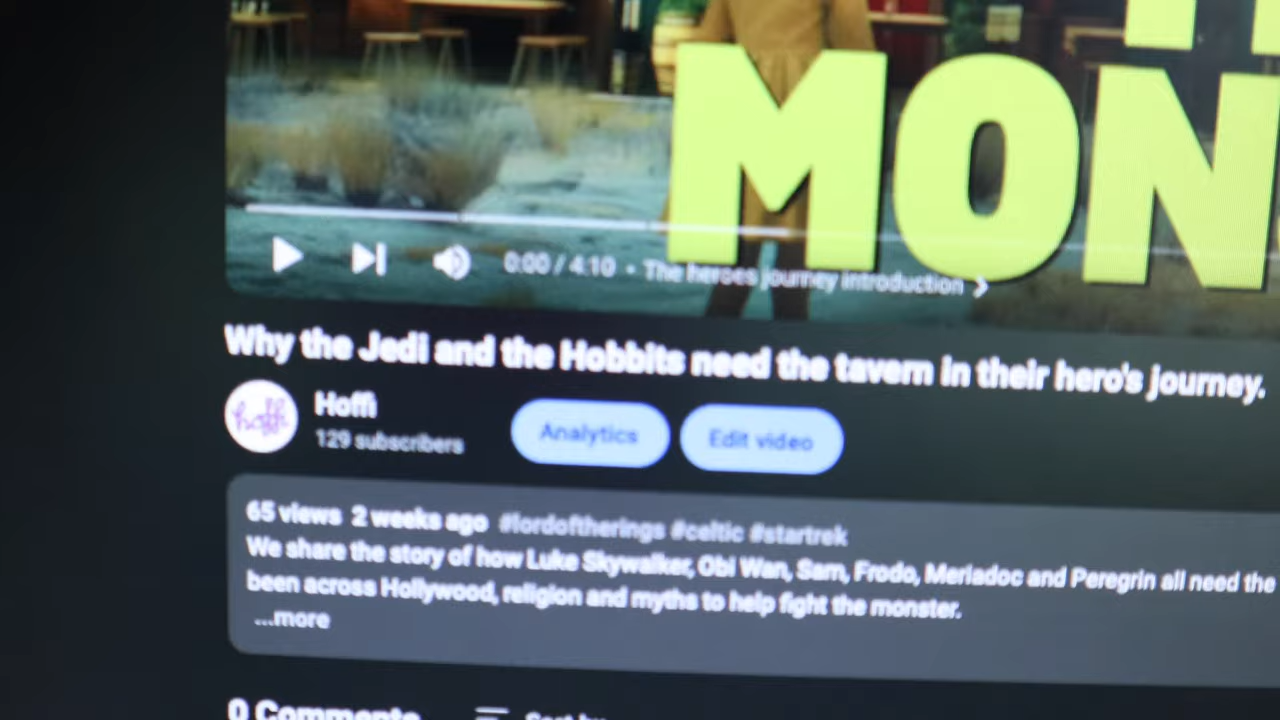 MON
0:00 / 4:10 • The heroes journey introduction
Why the Jedi and the Hobbits need the tavern in their hero's journey.
hoffi
Hoffi
129 subscribers
Analytics
Edit video
65 views 2 weeks ago #lordoftherings #celtic #startrek
We share the story of how Luke Skywalker, Obi Wan, Sam, Frodo, Meriadoc and Peregrin all need the
been across Hollywood, religion and myths to help fight the monster.
...more
0 Comments
Sort by